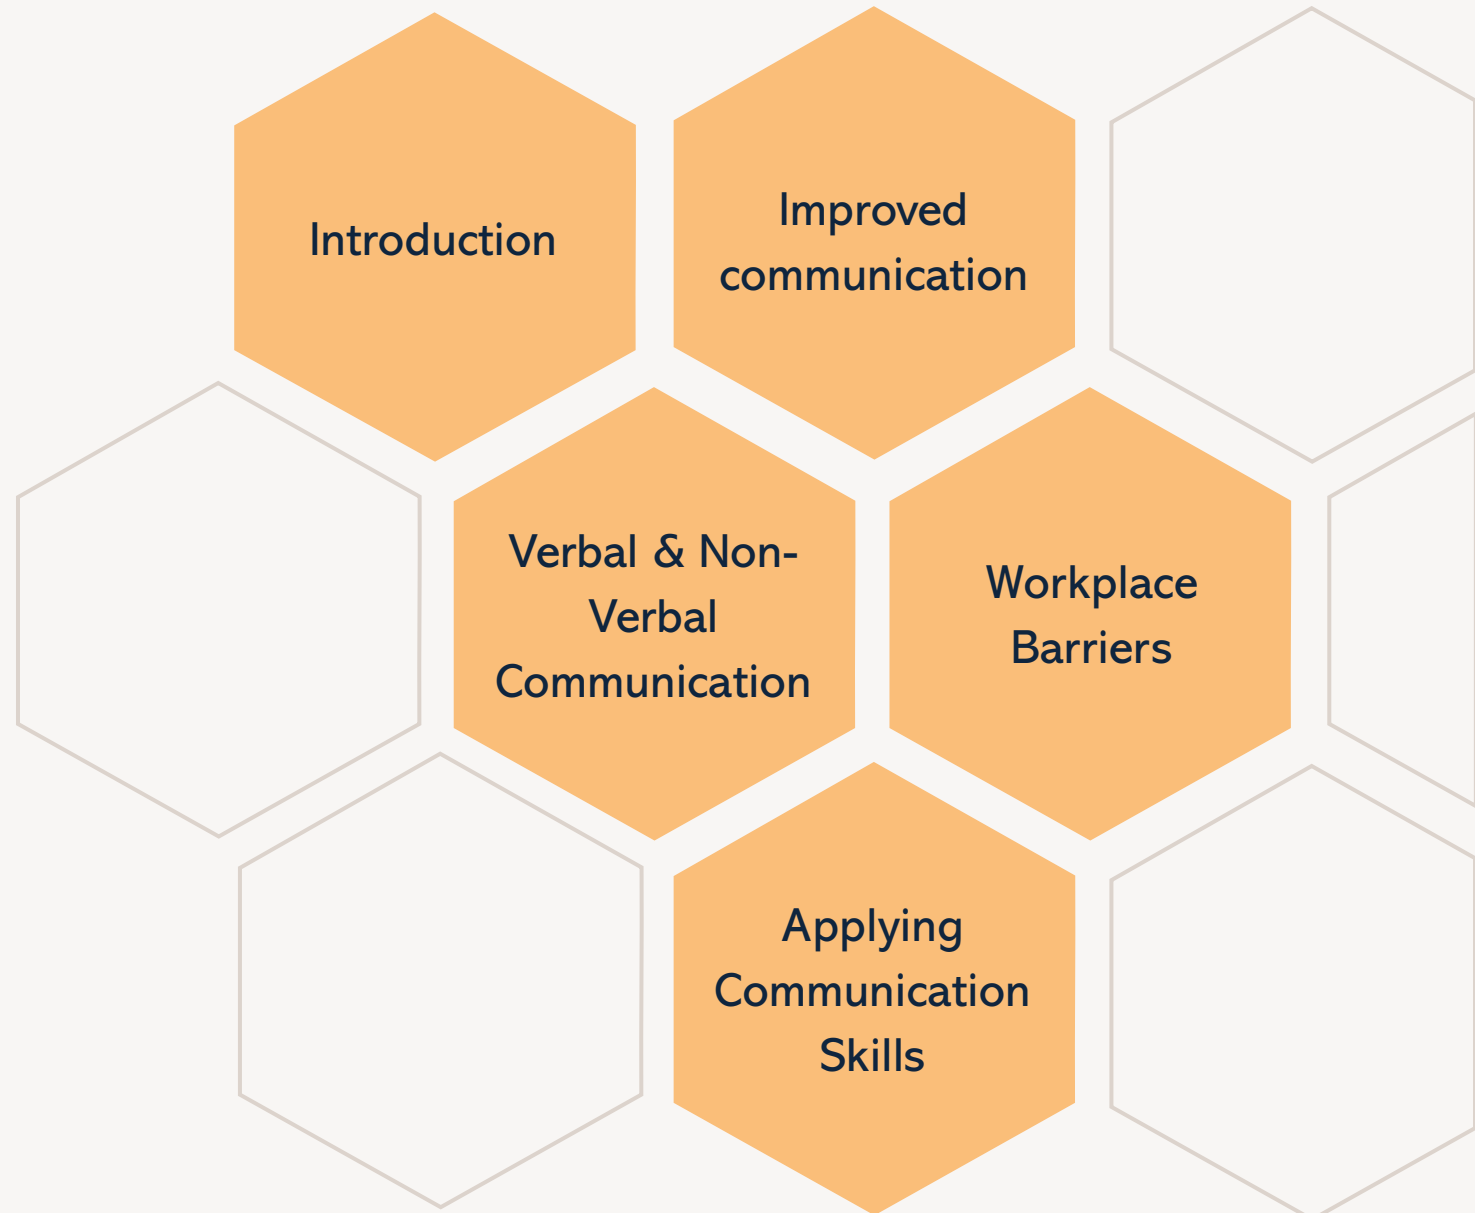 Introduction
Improved
communication
Verbal & Non-
Verbal
Communication
Workplace
Barriers
Applying
Communication
Skills